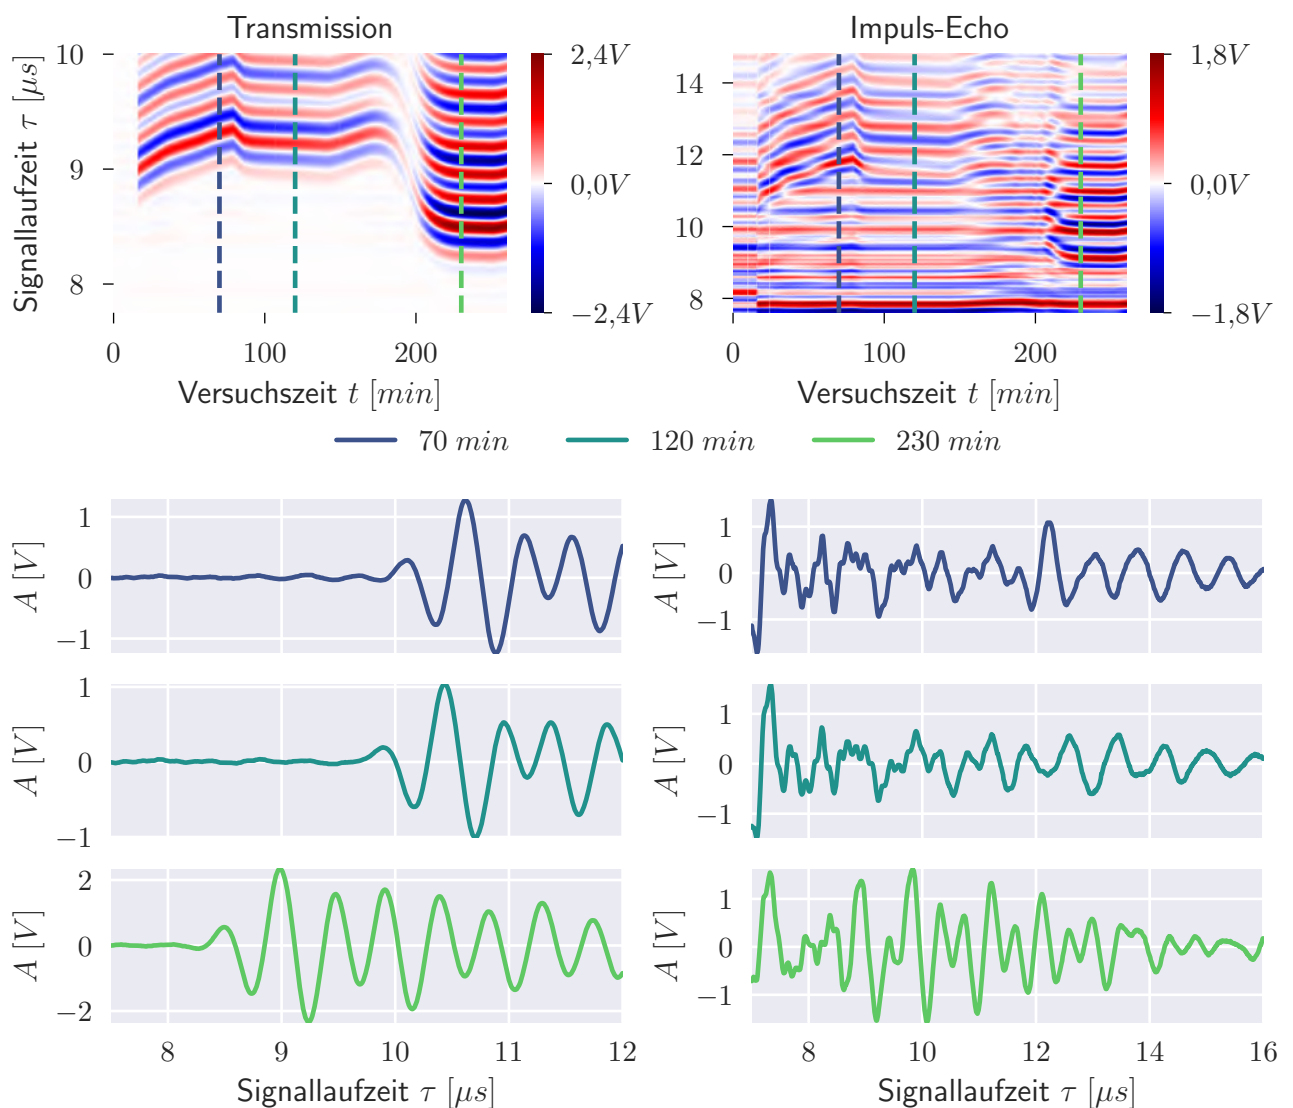 Transmission
Impuls-Echo
Signallaufzeit τ [μs]
10
9
8
0
100
200
Versuchszeit t [min]
2,4V
0,0V
−2,4V
14
12
10
8
0
100
200
Versuchszeit t [min]
1,8V
0,0V
−1,8V
70 min
120 min
230 min
A [V]
1
0
−1
A [V]
1
0
−1
A [V]
1
0
−1
A [V]
1
0
−1
A [V]
2
0
−2
A [V]
1
0
−1
8
9
10
11
12
Signallaufzeit τ [μs]
8
10
12
14
16
Signallaufzeit τ [μs]